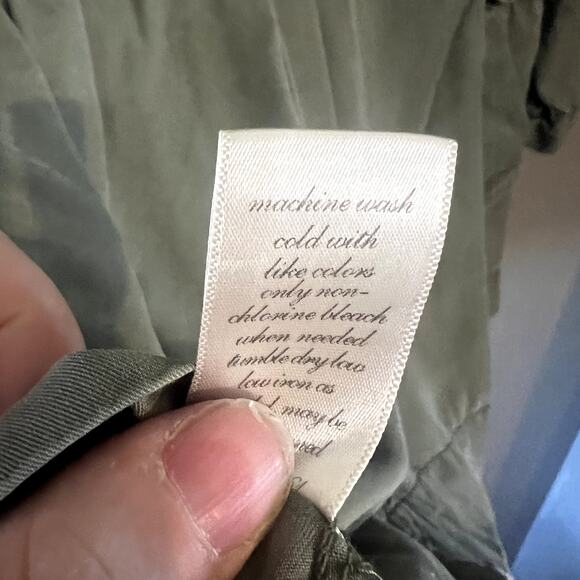 machine wash
cold with
like colors
only non-
chlorine bleach
when needed
tumble dry low
low iron as
may be